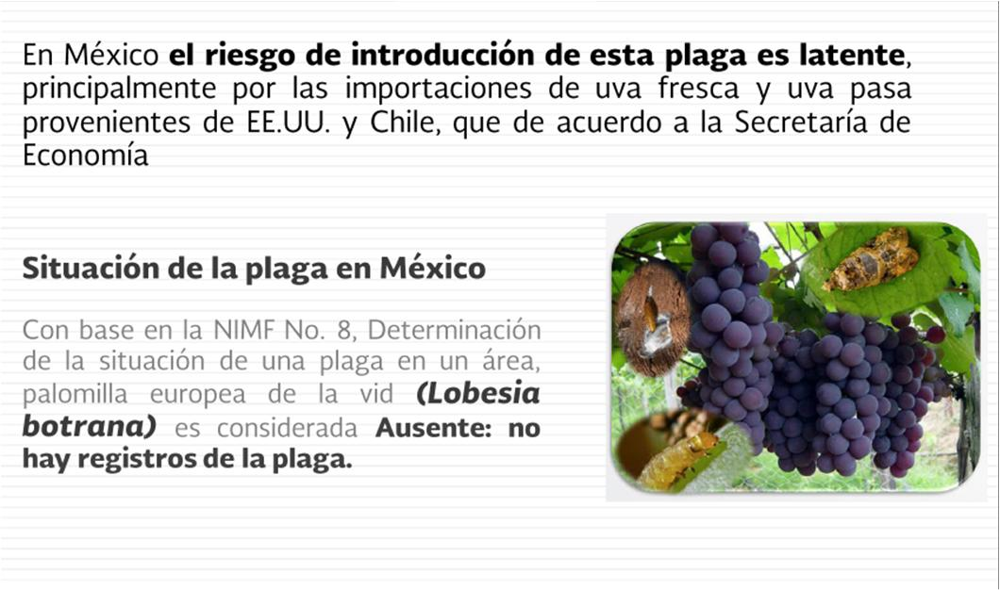 En México el riesgo de introducción de esta plaga es latente,
principalmente por las importaciones de uva fresca y uva pasa
provenientes de EE.UU. y Chile, que de acuerdo a la Secretaría de
Economía
Situación de la plaga en México
Con base en la NIMF No. 8, Determinación
de la situación de una plaga en un área,
palomilla europea de la vid (Lobesia
botrana) es considerada Ausente: no
hay registros de la plaga.